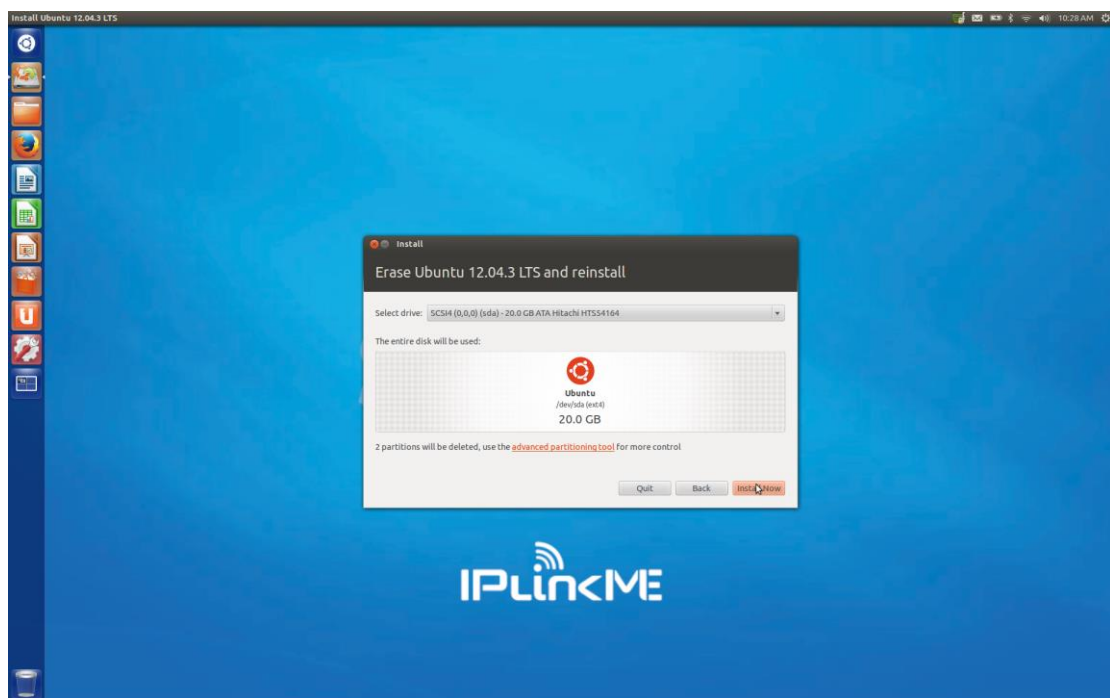 Install Ubuntu 12.04.3 LTS
10:28 AM
Install
Erase Ubuntu 12.04.3 LTS and reinstall
Select drive: SCSI4 (0,0,0) (sda) - 20.0 GB ATA Hitachi HTS54164
The entire disk will be used:
Ubuntu
/dev/sda (ext4)
20.0 GB
2 partitions will be deleted, use the advanced partitioning tool for more control
Quit Back Install Now
IPLinkME